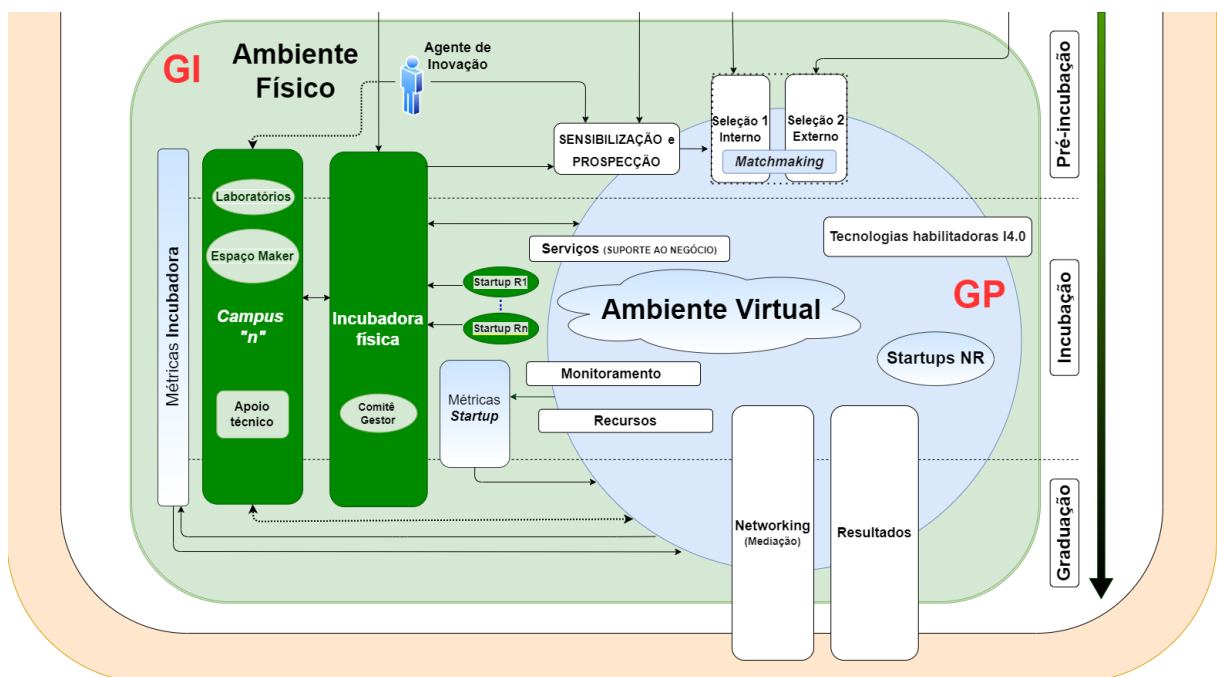 GI
Ambiente
Físico
Agente de
Inovação
SENSIBILIZAÇÃO e
PROSPECÇÃO
Seleção 1
Interno
Seleção 2
Externo
Matchmaking
Pré-incubação
Métricas Incubadora
Laboratórios
Espaço Maker
Campus
"n"
Apoio
técnico
Incubadora
física
Comitê
Gestor
Serviços (SUPORTE AO NEGÓCIO)
Tecnologias habilitadoras I4.0
Startup R1
Startup Rn
Ambiente Virtual
GP
Startups NR
Incubação
Monitoramento
Métricas
Startup
Recursos
Networking
(Mediação)
Resultados
Graduação